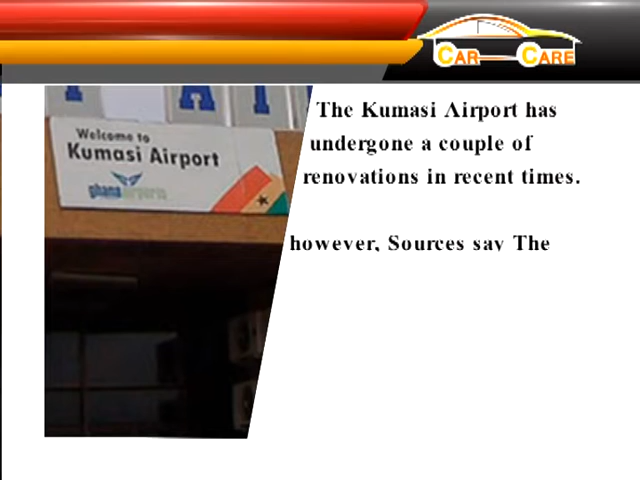 CAR CARE
Welcome to
Kumasi Airport
ghana airports
The Kumasi Airport has
undergone a couple of
renovations in recent times.
however, Sources say The